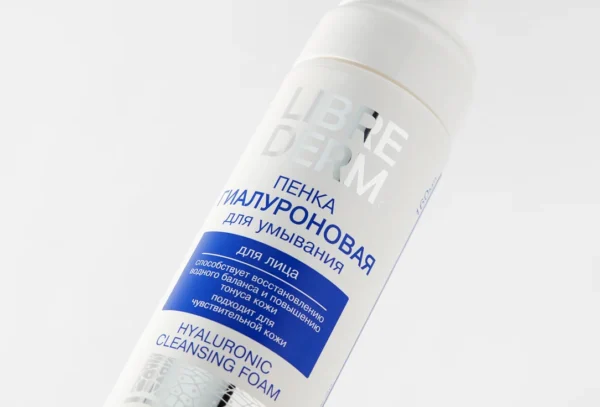 LIBRE
DERM
ПЕНКА
ГИАЛУРОНОВАЯ
для умывания
для лица
способствует восстановлению
водного баланса и повышению
тонуса кожи
подходит для
чувствительной кожи
HYALURONIC
CLEANSING FOAM